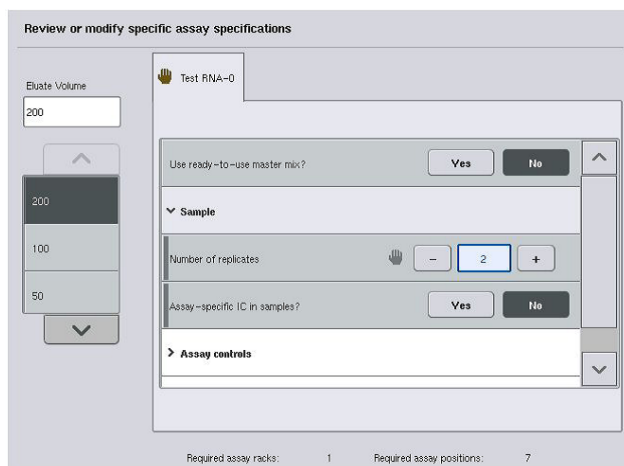 Review or modify specific assay specifications
Eluate Volume
200
200
100
50
Test RNA-0
Use ready-to-use master mix?
Yes
No
Sample
Number of replicates
-
2
+
Assay-specific IC in samples?
Yes
No
Assay controls
Required assay racks: 1
Required assay positions: 7